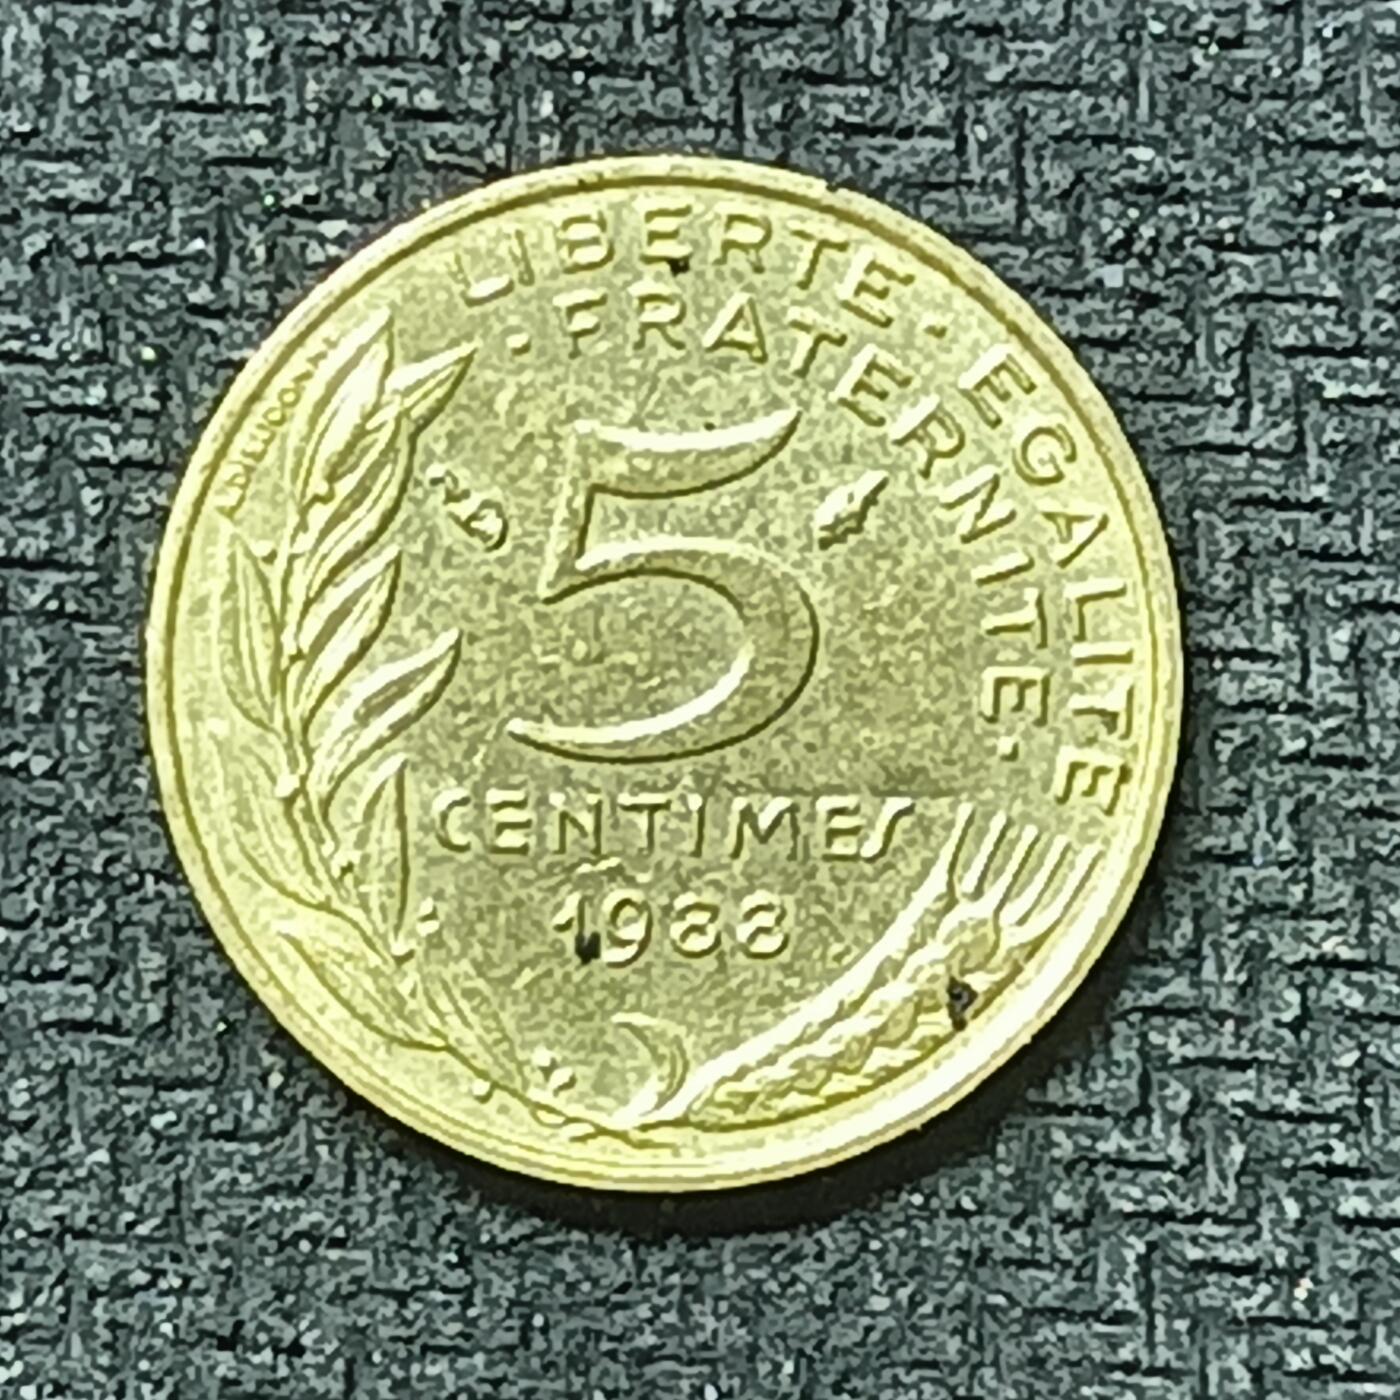 LIBERTE · EGALITE
· FRATERNITE ·
5
CENTIMES
1988